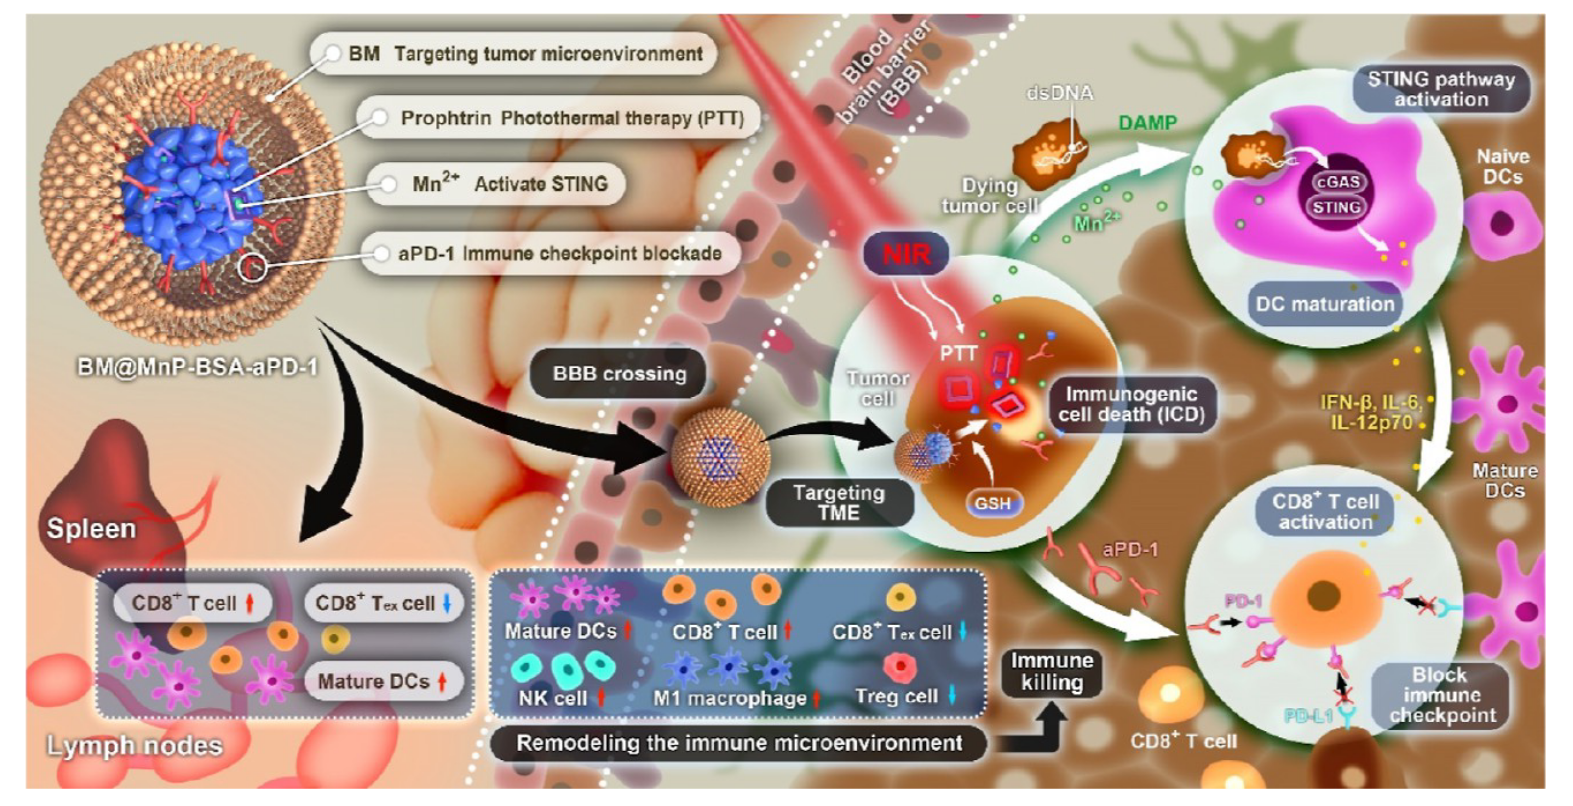 BM Targeting tumor microenvironment
Prophtrin Photothermal therapy (PTT)
Mn²⁺ Activate STING
aPD-1 Immune checkpoint blockade
BM@MnP-BSA-aPD-1
Blood
brain barrier
(BBB)
BBB crossing
Targeting
TME
NIR
PTT
Tumor
cell
GSH
Immunogenic
cell death (ICD)
dsDNA
Dying
tumor cell
DAMP
Mn²⁺
STING pathway
activation
cGAS
STING
DC maturation
Naive
DCs
IFN-β, IL-6,
IL-12p70
Mature
DCs
aPD-1
CD8⁺ T cell
activation
PD-1
PD-L1
Block
immune
checkpoint
CD8⁺ T cell
Immune
killing
Spleen
CD8⁺ T cell
CD8⁺ Tex cell
Mature DCs
Lymph nodes
Mature DCs
CD8⁺ T cell
CD8⁺ Tex cell
NK cell
M1 macrophage
Treg cell
Remodeling the immune microenvironment